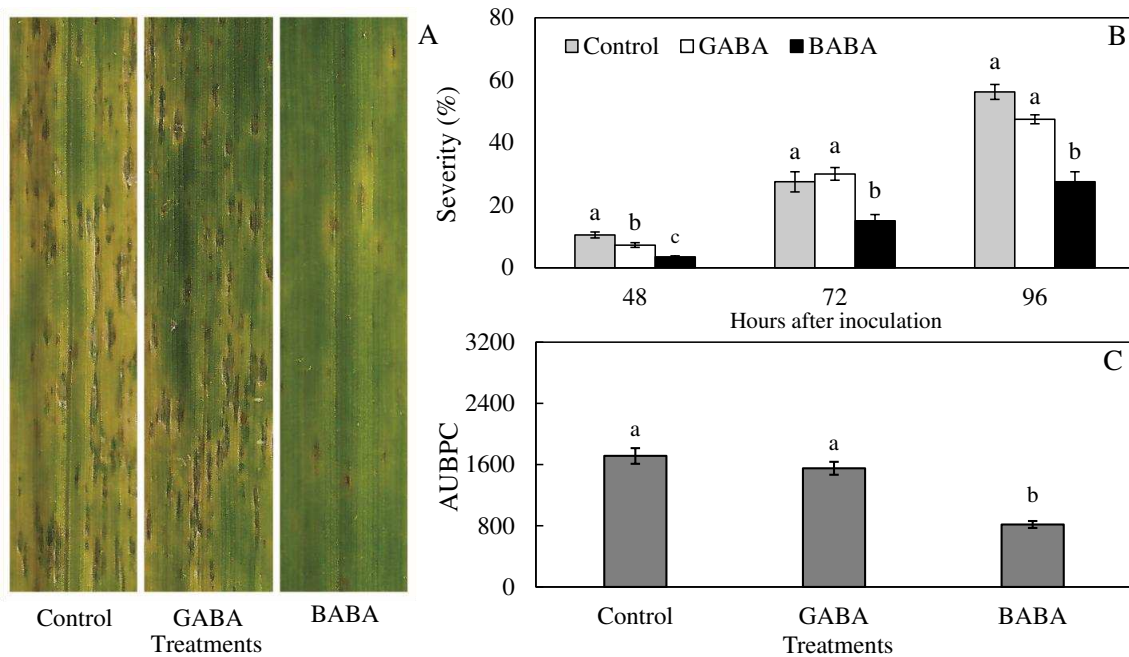 A
Control GABA BABA
Treatments
B
Control GABA BABA
80
60
40
20
0
Severity (%)
a b c
a a b
a a b
48 72 96
Hours after inoculation
C
3200
2400
1600
800
0
AUBPC
a a b
Control GABA BABA
Treatments